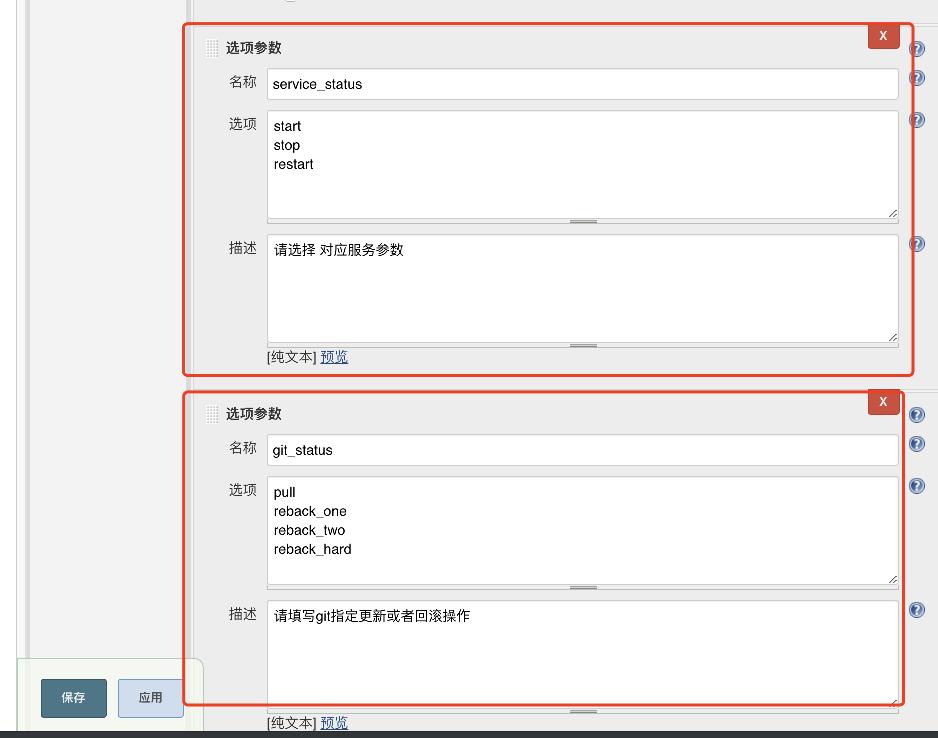 选项参数
X
名称
service_status
选项
start
stop
restart
描述
请选择 对应服务参数
[纯文本] 预览
选项参数
X
名称
git_status
选项
pull
reback_one
reback_two
reback_hard
描述
请填写git指定更新或者回滚操作
[纯文本] 预览
保存
应用